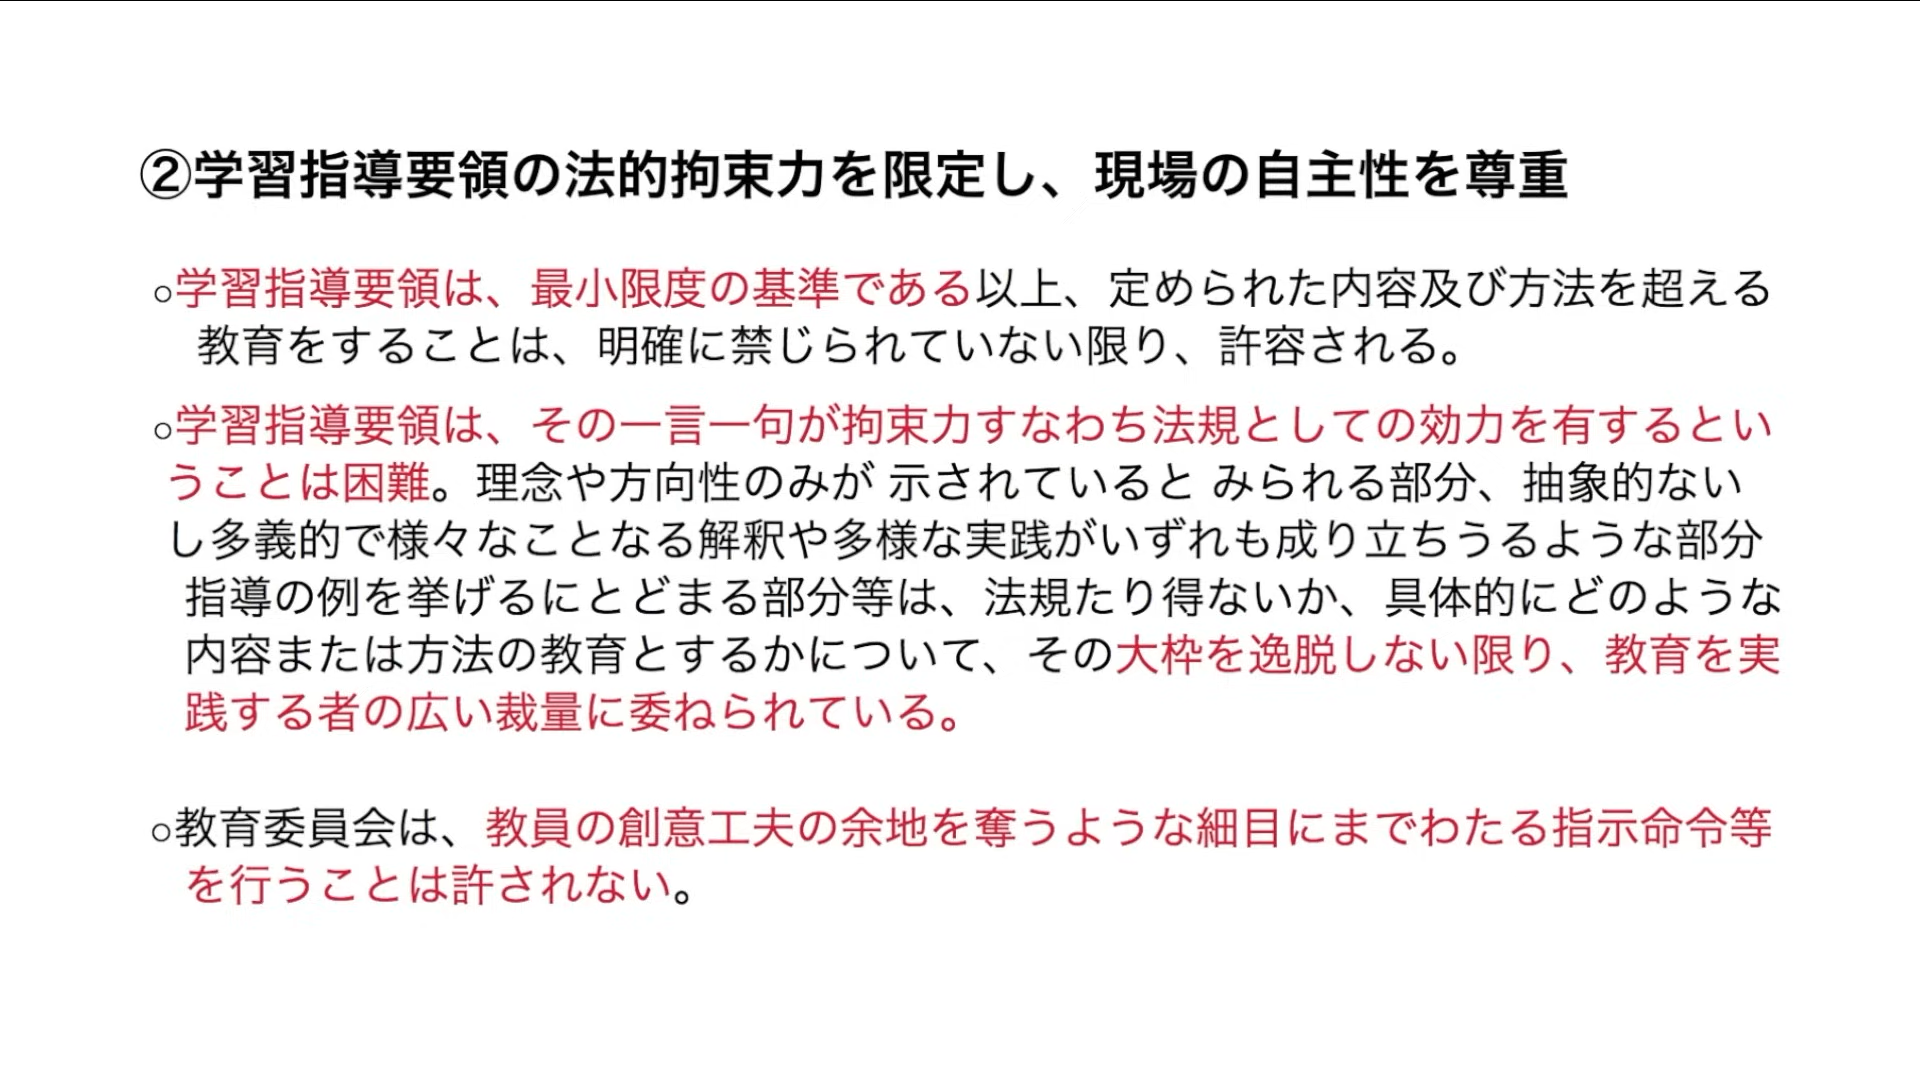 ②学習指導要領の法的拘束力を限定し、現場の自主性を尊重
○学習指導要領は、最小限度の基準である以上、定められた内容及び方法を超える
教育をすることは、明確に禁じられていない限り、許容される。
○学習指導要領は、その一言一句が拘束力すなわち法規としての効力を有するとい
うことは困難。理念や方向性のみが 示されていると みられる部分、抽象的ない
し多義的で様々なことなる解釈や多様な実践がいずれも成り立ちうるような部分
指導の例を挙げるにとどまる部分等は、法規たり得ないか、具体的にどのような
内容または方法の教育とするかについて、その大枠を逸脱しない限り、教育を実
践する者の広い裁量に委ねられている。
○教育委員会は、教員の創意工夫の余地を奪うような細目にまでわたる指示命令等
を行うことは許されない。